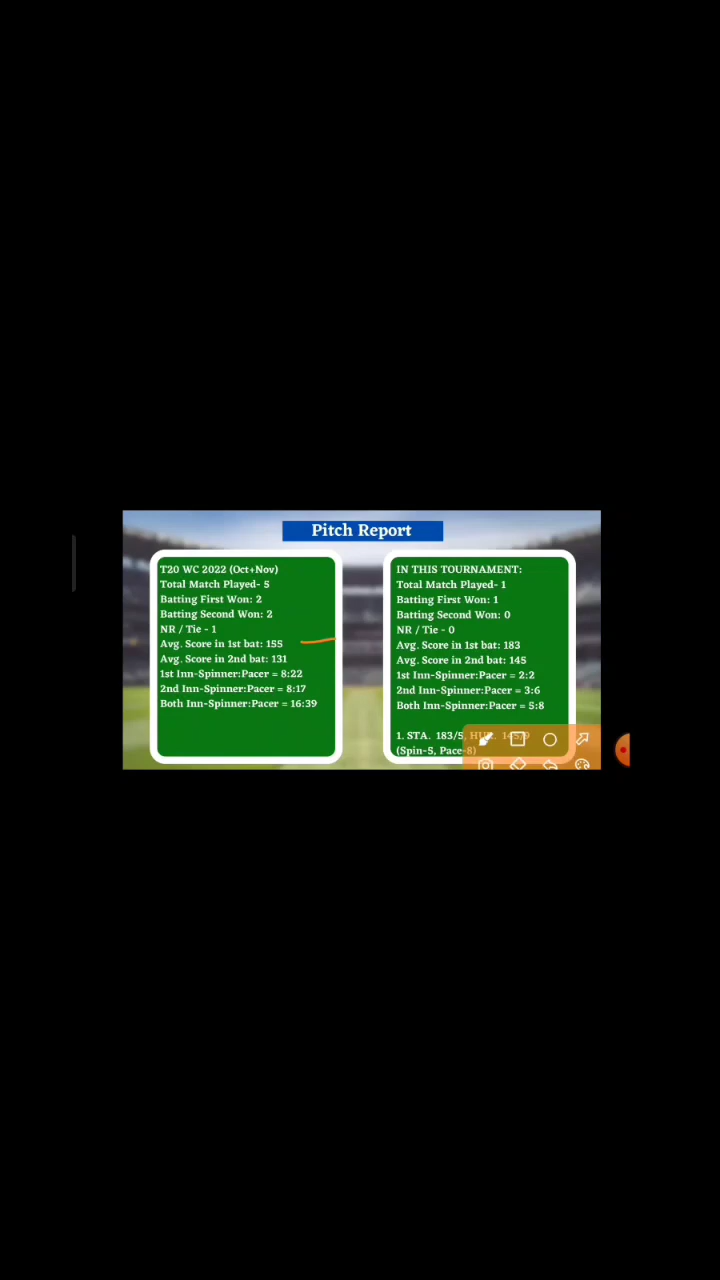 Pitch Report
T20 WC 2022 (Oct+Nov)
Total Match Played- 5
Batting First Won: 2
Batting Second Won: 2
NR / Tie - 1
Avg. Score in 1st bat: 155
Avg. Score in 2nd bat: 131
1st Inn-Spinner:Pacer = 8:22
2nd Inn-Spinner:Pacer = 8:17
Both Inn-Spinner:Pacer = 16:39
IN THIS TOURNAMENT:
Total Match Played- 1
Batting First Won: 1
Batting Second Won: 0
NR / Tie - 0
Avg. Score in 1st bat: 183
Avg. Score in 2nd bat: 145
1st Inn-Spinner:Pacer = 2:2
2nd Inn-Spinner:Pacer = 3:6
Both Inn-Spinner:Pacer = 5:8
1. STA. 183/5, HUR. 145/9
(Spin-5, Pace-8)